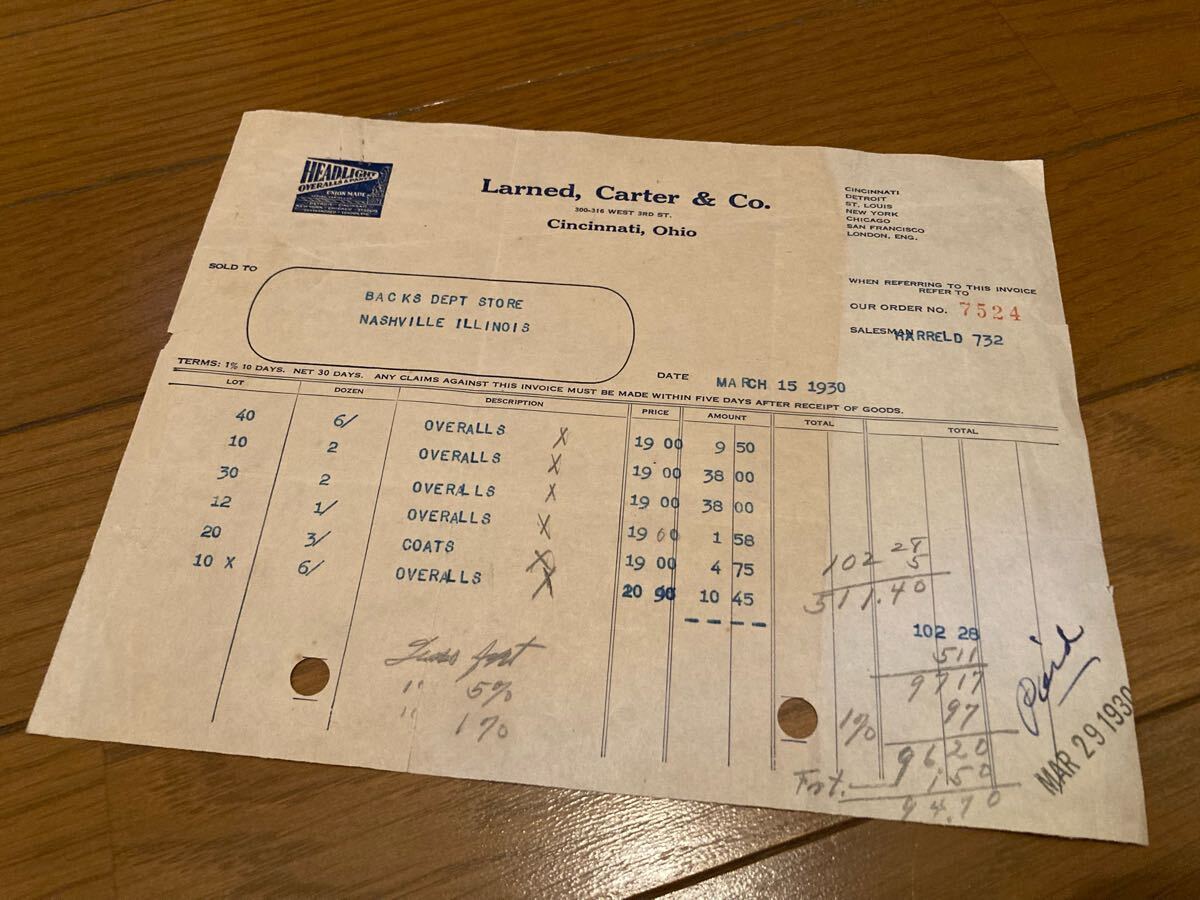 HEADLIGHT
OVERALLS & PANTS
UNION MADE
Larned, Carter & Co.
300-316 WEST 3RD ST.
Cincinnati, Ohio
CINCINNATI
DETROIT
ST. LOUIS
NEW YORK
CHICAGO
SAN FRANCISCO
LONDON, ENG.
SOLD TO
BACKS DEPT STORE
NASHVILLE ILLINOIS
WHEN REFERRING TO THIS INVOICE
REFER TO
OUR ORDER NO. 7524
SALESMAN HARRELD 732
DATE MARCH 15 1930
TERMS: 1% 10 DAYS. NET 30 DAYS. ANY CLAIMS AGAINST THIS INVOICE MUST BE MADE WITHIN FIVE DAYS AFTER RECEIPT OF GOODS.
LOT DOZEN DESCRIPTION PRICE AMOUNT TOTAL TOTAL
40 6/ OVERALLS X 19 00 9 50
10 2 OVERALLS X 19 00 38 00
30 2 OVERALLS X 19 00 38 00
12 1/ OVERALLS X 19 00 1 58
20 3/ COATS X 19 00 4 75
10 X 6/ OVERALLS X 20 90 10 45
102 28
5
511.40
102 28
511
97 17
1% 97
96.20
Frt. 1 50
94.70
Less frt
" 5%
" 1%
Paid
MAR 29 1930